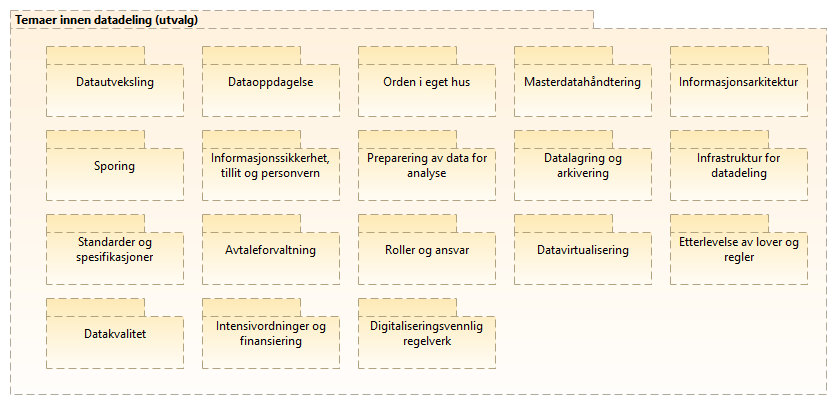 Temaer innen datadeling (utvalg)
Datautveksling
Dataoppdagelse
Orden i eget hus
Masterdatahåndtering
Informasjonsarkitektur
Sporing
Informasjonssikkerhet,
tillit og personvern
Preparering av data for
analyse
Datalagring og
arkivering
Infrastruktur for
datadeling
Standarder og
spesifikasjoner
Avtaleforvaltning
Roller og ansvar
Datavirtualisering
Etterlevelse av lover og
regler
Datakvalitet
Intensivordninger og
finansiering
Digitaliseringsvennlig
regelverk